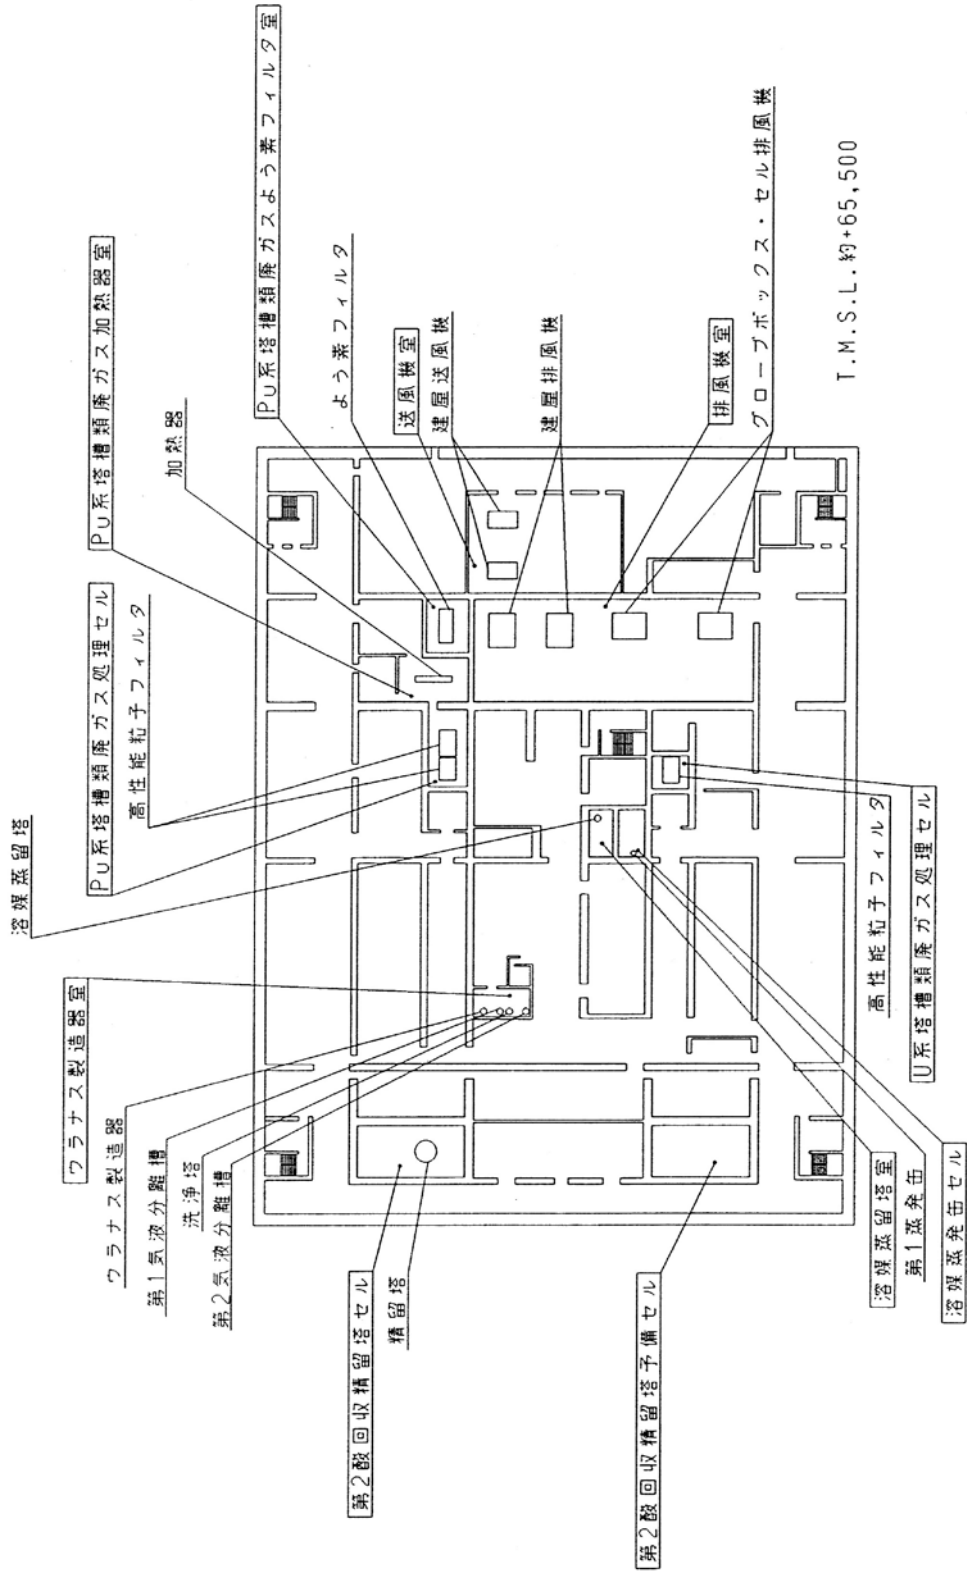 溶媒蒸留塔
Pu系塔槽類廃ガス処理セル
高性能粒子フィルタ
Pu系塔槽類廃ガス加熱器室
加熱器
Pu系塔槽類廃ガスよう素フィルタ室
よう素フィルタ
送風機室
建屋送風機
建屋排風機
排風機室
グローブボックス・セル排風機
T.M.S.L.約+65,500
ウラナス製造器室
ウラナス製造器
第1気液分離槽
洗浄塔
第2気液分離槽
第2酸回収精留塔セル
精留塔
第2酸回収精留塔予備セル
溶媒蒸留塔室
第1蒸発缶
溶媒蒸発缶セル
高性能粒子フィルタ
U系塔槽類廃ガス処理セル